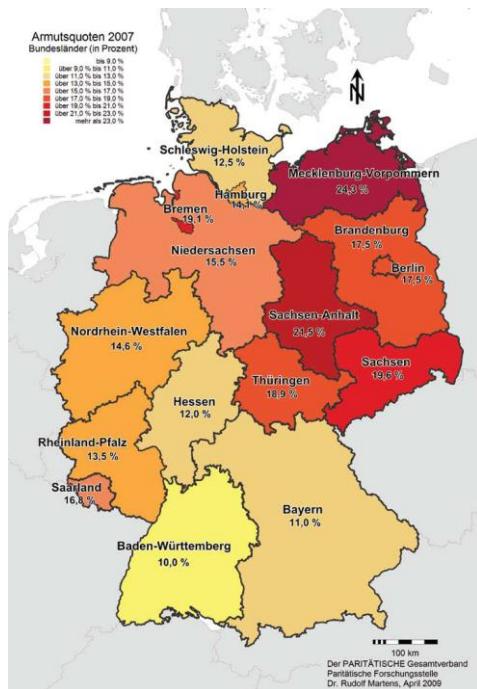 Armutsquoten 2007
Bundesländer (in Prozent)
bis 9,0 %
über 9,0 % bis 11,0 %
über 11,0 % bis 13,0 %
über 13,0 % bis 15,0 %
über 15,0 % bis 17,0 %
über 17,0 % bis 19,0 %
über 19,0 % bis 21,0 %
über 21,0 % bis 23,0 %
mehr als 23,0 %
N
Schleswig-Holstein
12,5 %
Mecklenburg-Vorpommern
24,3 %
Hamburg
14,1 %
Bremen
19,1 %
Brandenburg
17,5 %
Niedersachsen
15,5 %
Berlin
17,5 %
Sachsen-Anhalt
21,5 %
Nordrhein-Westfalen
14,6 %
Sachsen
19,6 %
Thüringen
18,9 %
Hessen
12,0 %
Rheinland-Pfalz
13,5 %
Saarland
16,8 %
Bayern
11,0 %
Baden-Württemberg
10,0 %
100 km
Der PARITÄTISCHE Gesamtverband
Paritätische Forschungsstelle
Dr. Rudolf Martens, April 2009